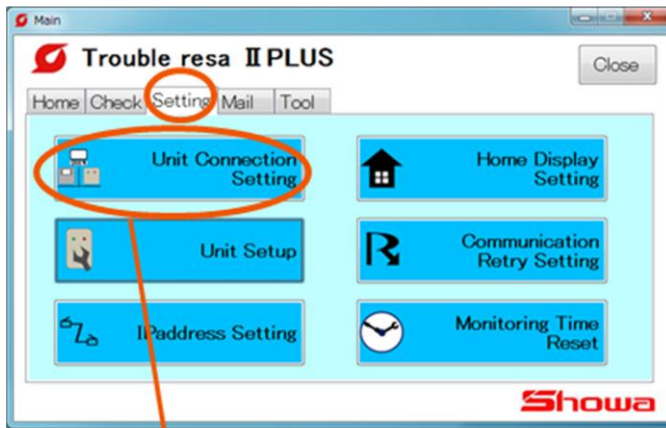 Main
Trouble resa Ⅱ PLUS
Close
Home Check Setting Mail Tool
Unit Connection
Setting
Home Display
Setting
Unit Setup
Communication
Retry Setting
IPaddress Setting
Monitoring Time
Reset
Showa